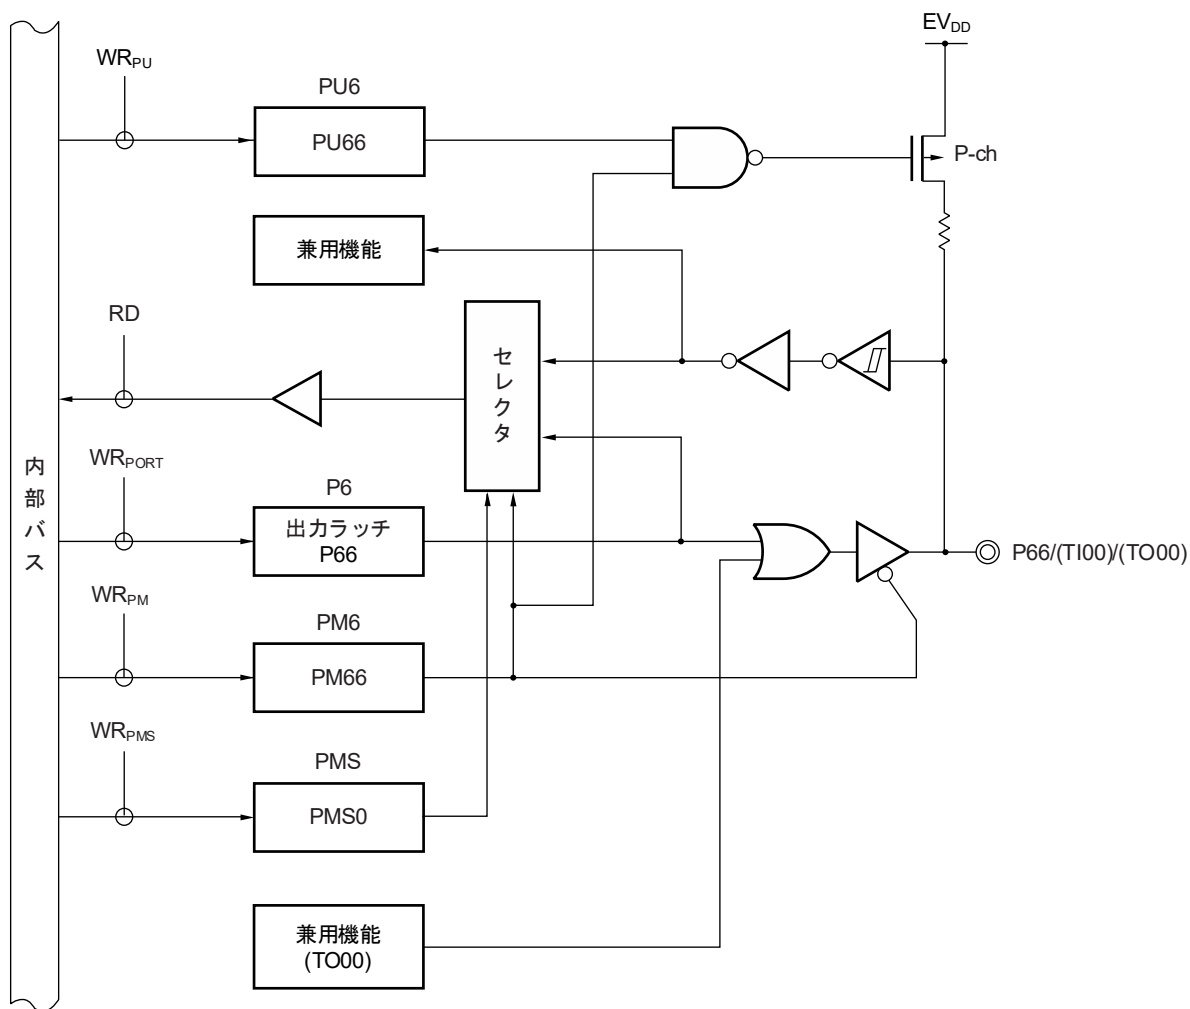 EVDD
WRPU
PU6
PU66
P-ch
兼用機能
RD
セレクタ
内部バス
WRPORT
P6
出力ラッチ
P66
P66/(TI00)/(TO00)
WRPM
PM6
PM66
WRPMS
PMS
PMS0
兼用機能
(TO00)